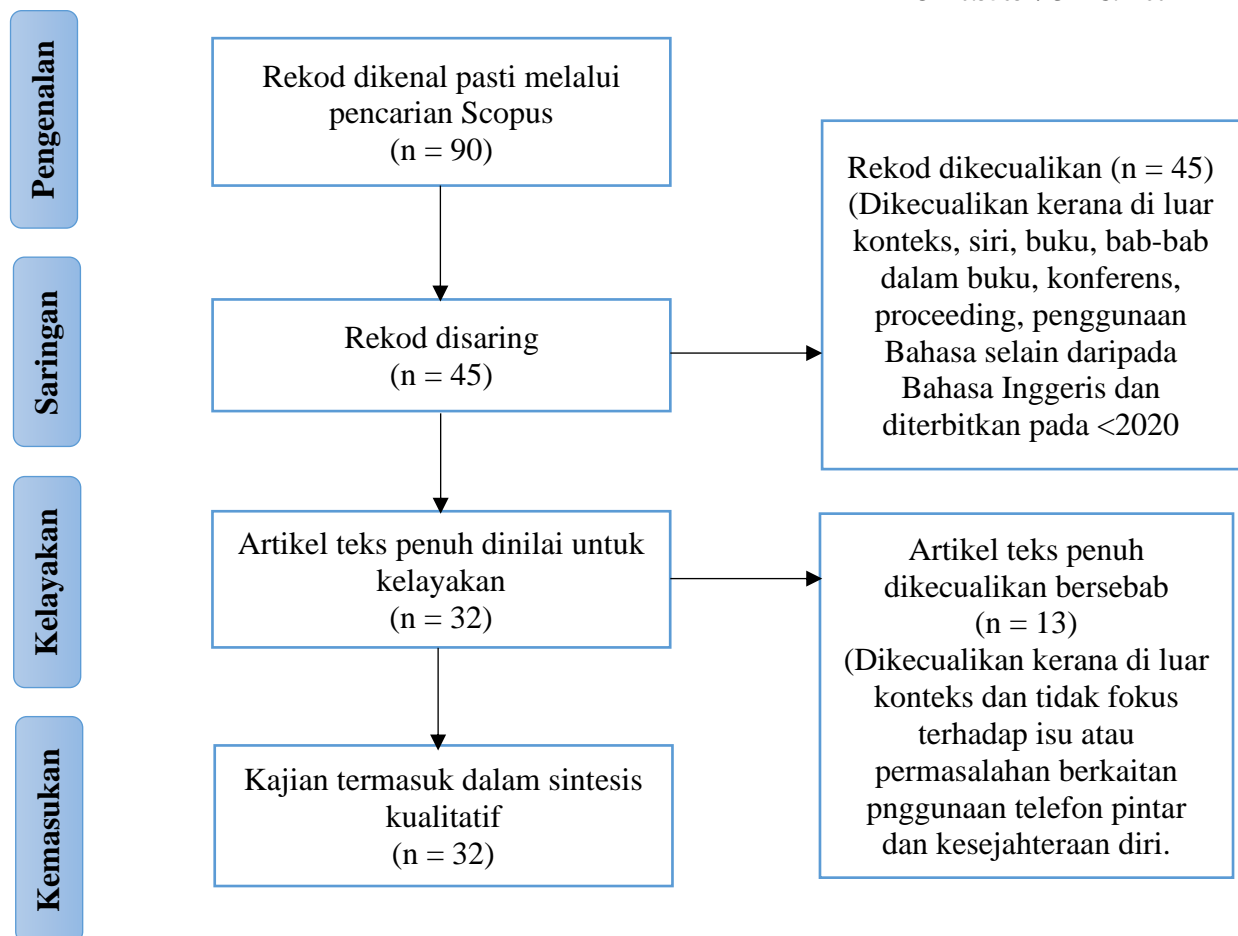 Pengenalan
Rekod dikenal pasti melalui
pencarian Scopus
(n = 90)
Rekod dikecualikan (n = 45)
(Dikecualikan kerana di luar
konteks, siri, buku, bab-bab
dalam buku, konferens,
proceeding, penggunaan
Bahasa selain daripada
Bahasa Inggeris dan
diterbitkan pada <2020
Saringan
Rekod disaring
(n = 45)
Kelayakan
Artikel teks penuh dinilai untuk
kelayakan
(n = 32)
Artikel teks penuh
dikecualikan bersebab
(n = 13)
(Dikecualikan kerana di luar
konteks dan tidak fokus
terhadap isu atau
permasalahan berkaitan
pnggunaan telefon pintar
dan kesejahteraan diri.
Kemasukan
Kajian termasuk dalam sintesis
kualitatif
(n = 32)